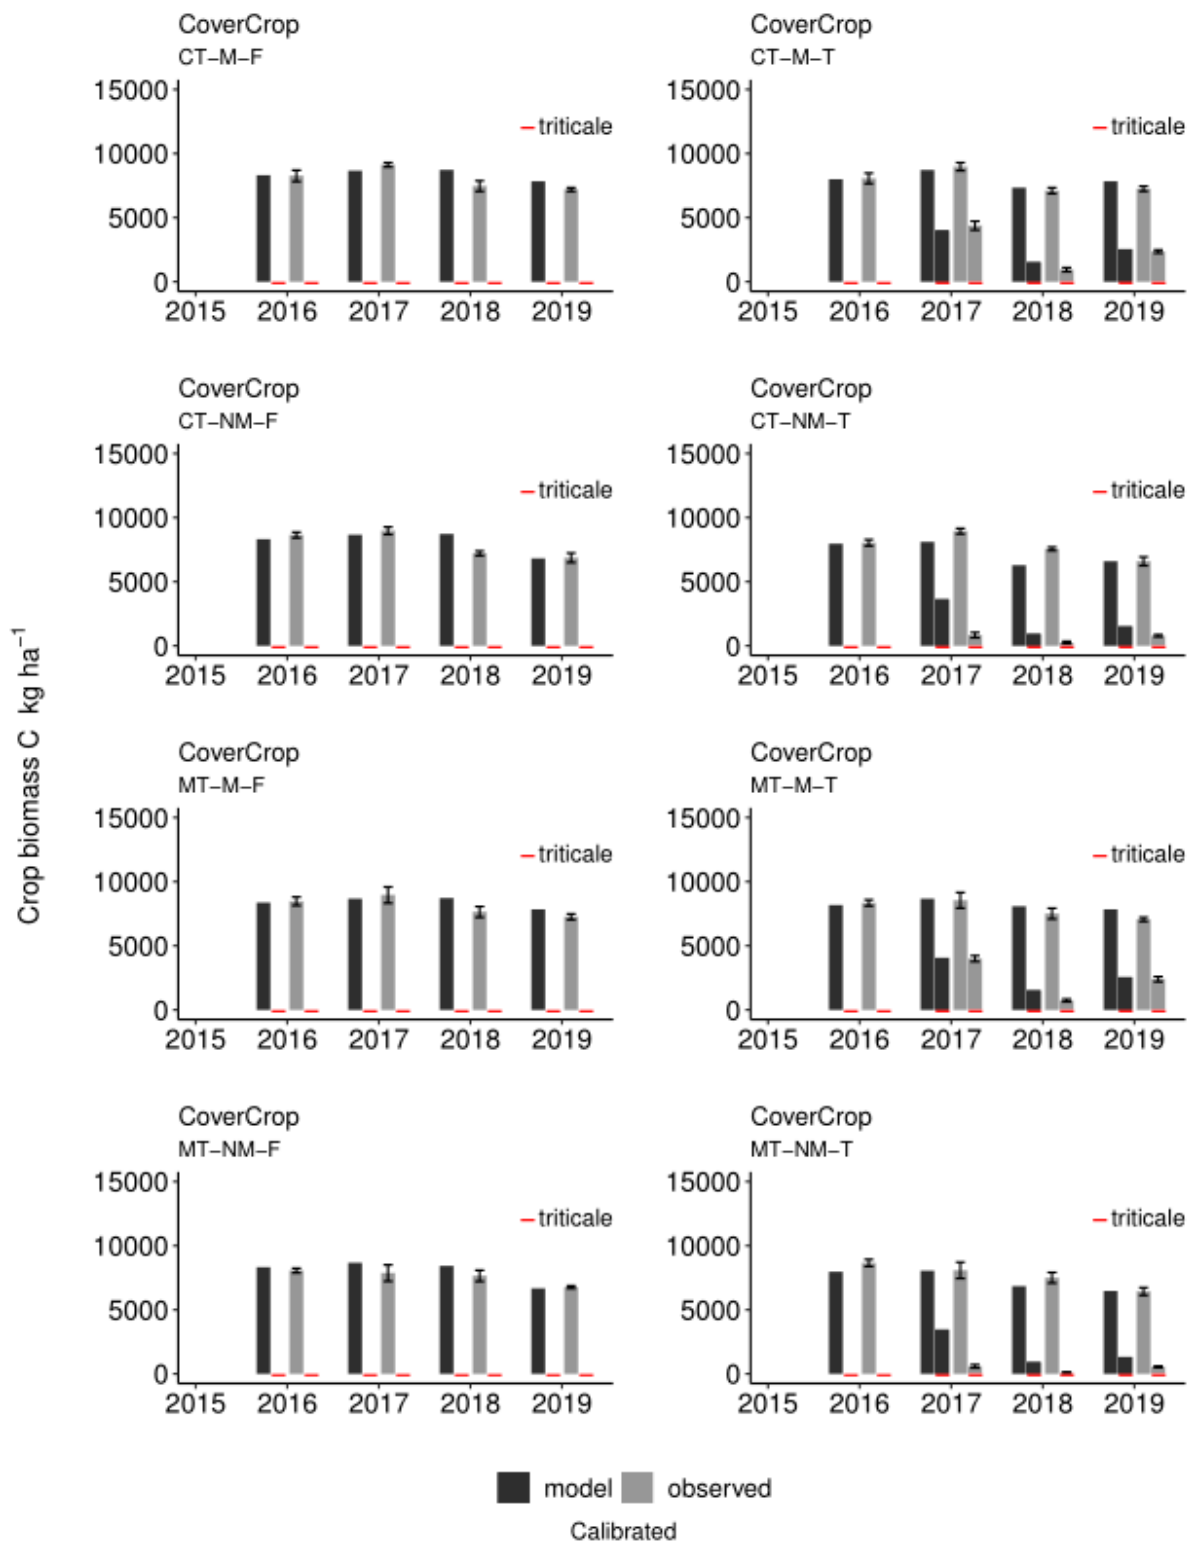 CoverCrop
CT−M−F
15000
10000
5000
0
triticale
2015 2016 2017 2018 2019
CoverCrop
CT−M−T
15000
10000
5000
0
triticale
2015 2016 2017 2018 2019
CoverCrop
CT−NM−F
15000
10000
5000
0
triticale
2015 2016 2017 2018 2019
CoverCrop
CT−NM−T
15000
10000
5000
0
triticale
2015 2016 2017 2018 2019
Crop biomass C kg ha⁻¹
CoverCrop
MT−M−F
15000
10000
5000
0
triticale
2015 2016 2017 2018 2019
CoverCrop
MT−M−T
15000
10000
5000
0
triticale
2015 2016 2017 2018 2019
CoverCrop
MT−NM−F
15000
10000
5000
0
triticale
2015 2016 2017 2018 2019
CoverCrop
MT−NM−T
15000
10000
5000
0
triticale
2015 2016 2017 2018 2019
model observed
Calibrated